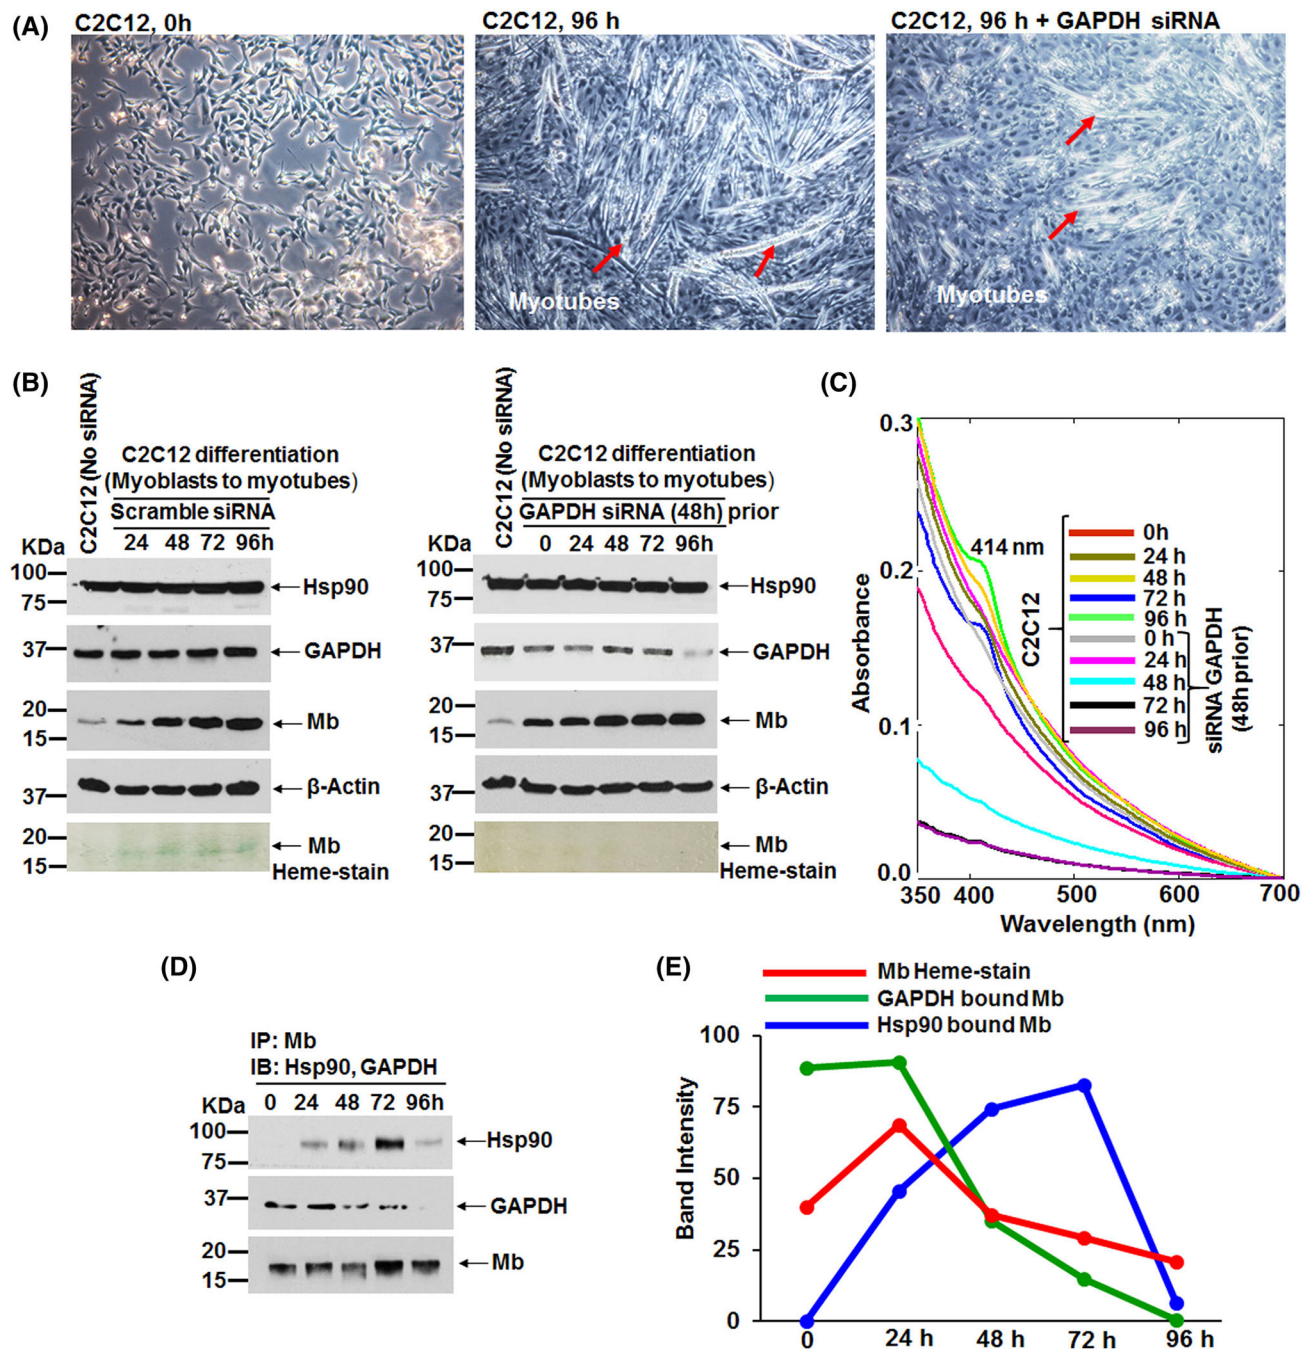 (A)
C2C12, 0h
C2C12, 96 h
C2C12, 96 h + GAPDH siRNA
Myotubes
Myotubes
(B)
C2C12 (No siRNA)
C2C12 differentiation
(Myoblasts to myotubes)
Scramble siRNA
KDa
24 48 72 96h
100
75
Hsp90
37
GAPDH
20
15
Mb
37
β-Actin
20
15
Mb
Heme-stain
C2C12 (No siRNA)
C2C12 differentiation
(Myoblasts to myotubes)
GAPDH siRNA (48h) prior
KDa
0 24 48 72 96h
100
75
Hsp90
37
GAPDH
20
15
Mb
37
β-Actin
20
15
Mb
Heme-stain
(C)
0.3
0.2
0.1
0.0
Absorbance
414 nm
C2C12
0h
24 h
48 h
72 h
96 h
0 h
24 h
48 h
72 h
96 h
siRNA GAPDH
(48h prior)
350 400 500 600 700
Wavelength (nm)
(D)
IP: Mb
IB: Hsp90, GAPDH
KDa
0 24 48 72 96h
100
75
Hsp90
37
GAPDH
20
15
Mb
(E)
Mb Heme-stain
GAPDH bound Mb
Hsp90 bound Mb
100
75
50
25
0
Band Intensity
0 24 h 48 h 72 h 96 h